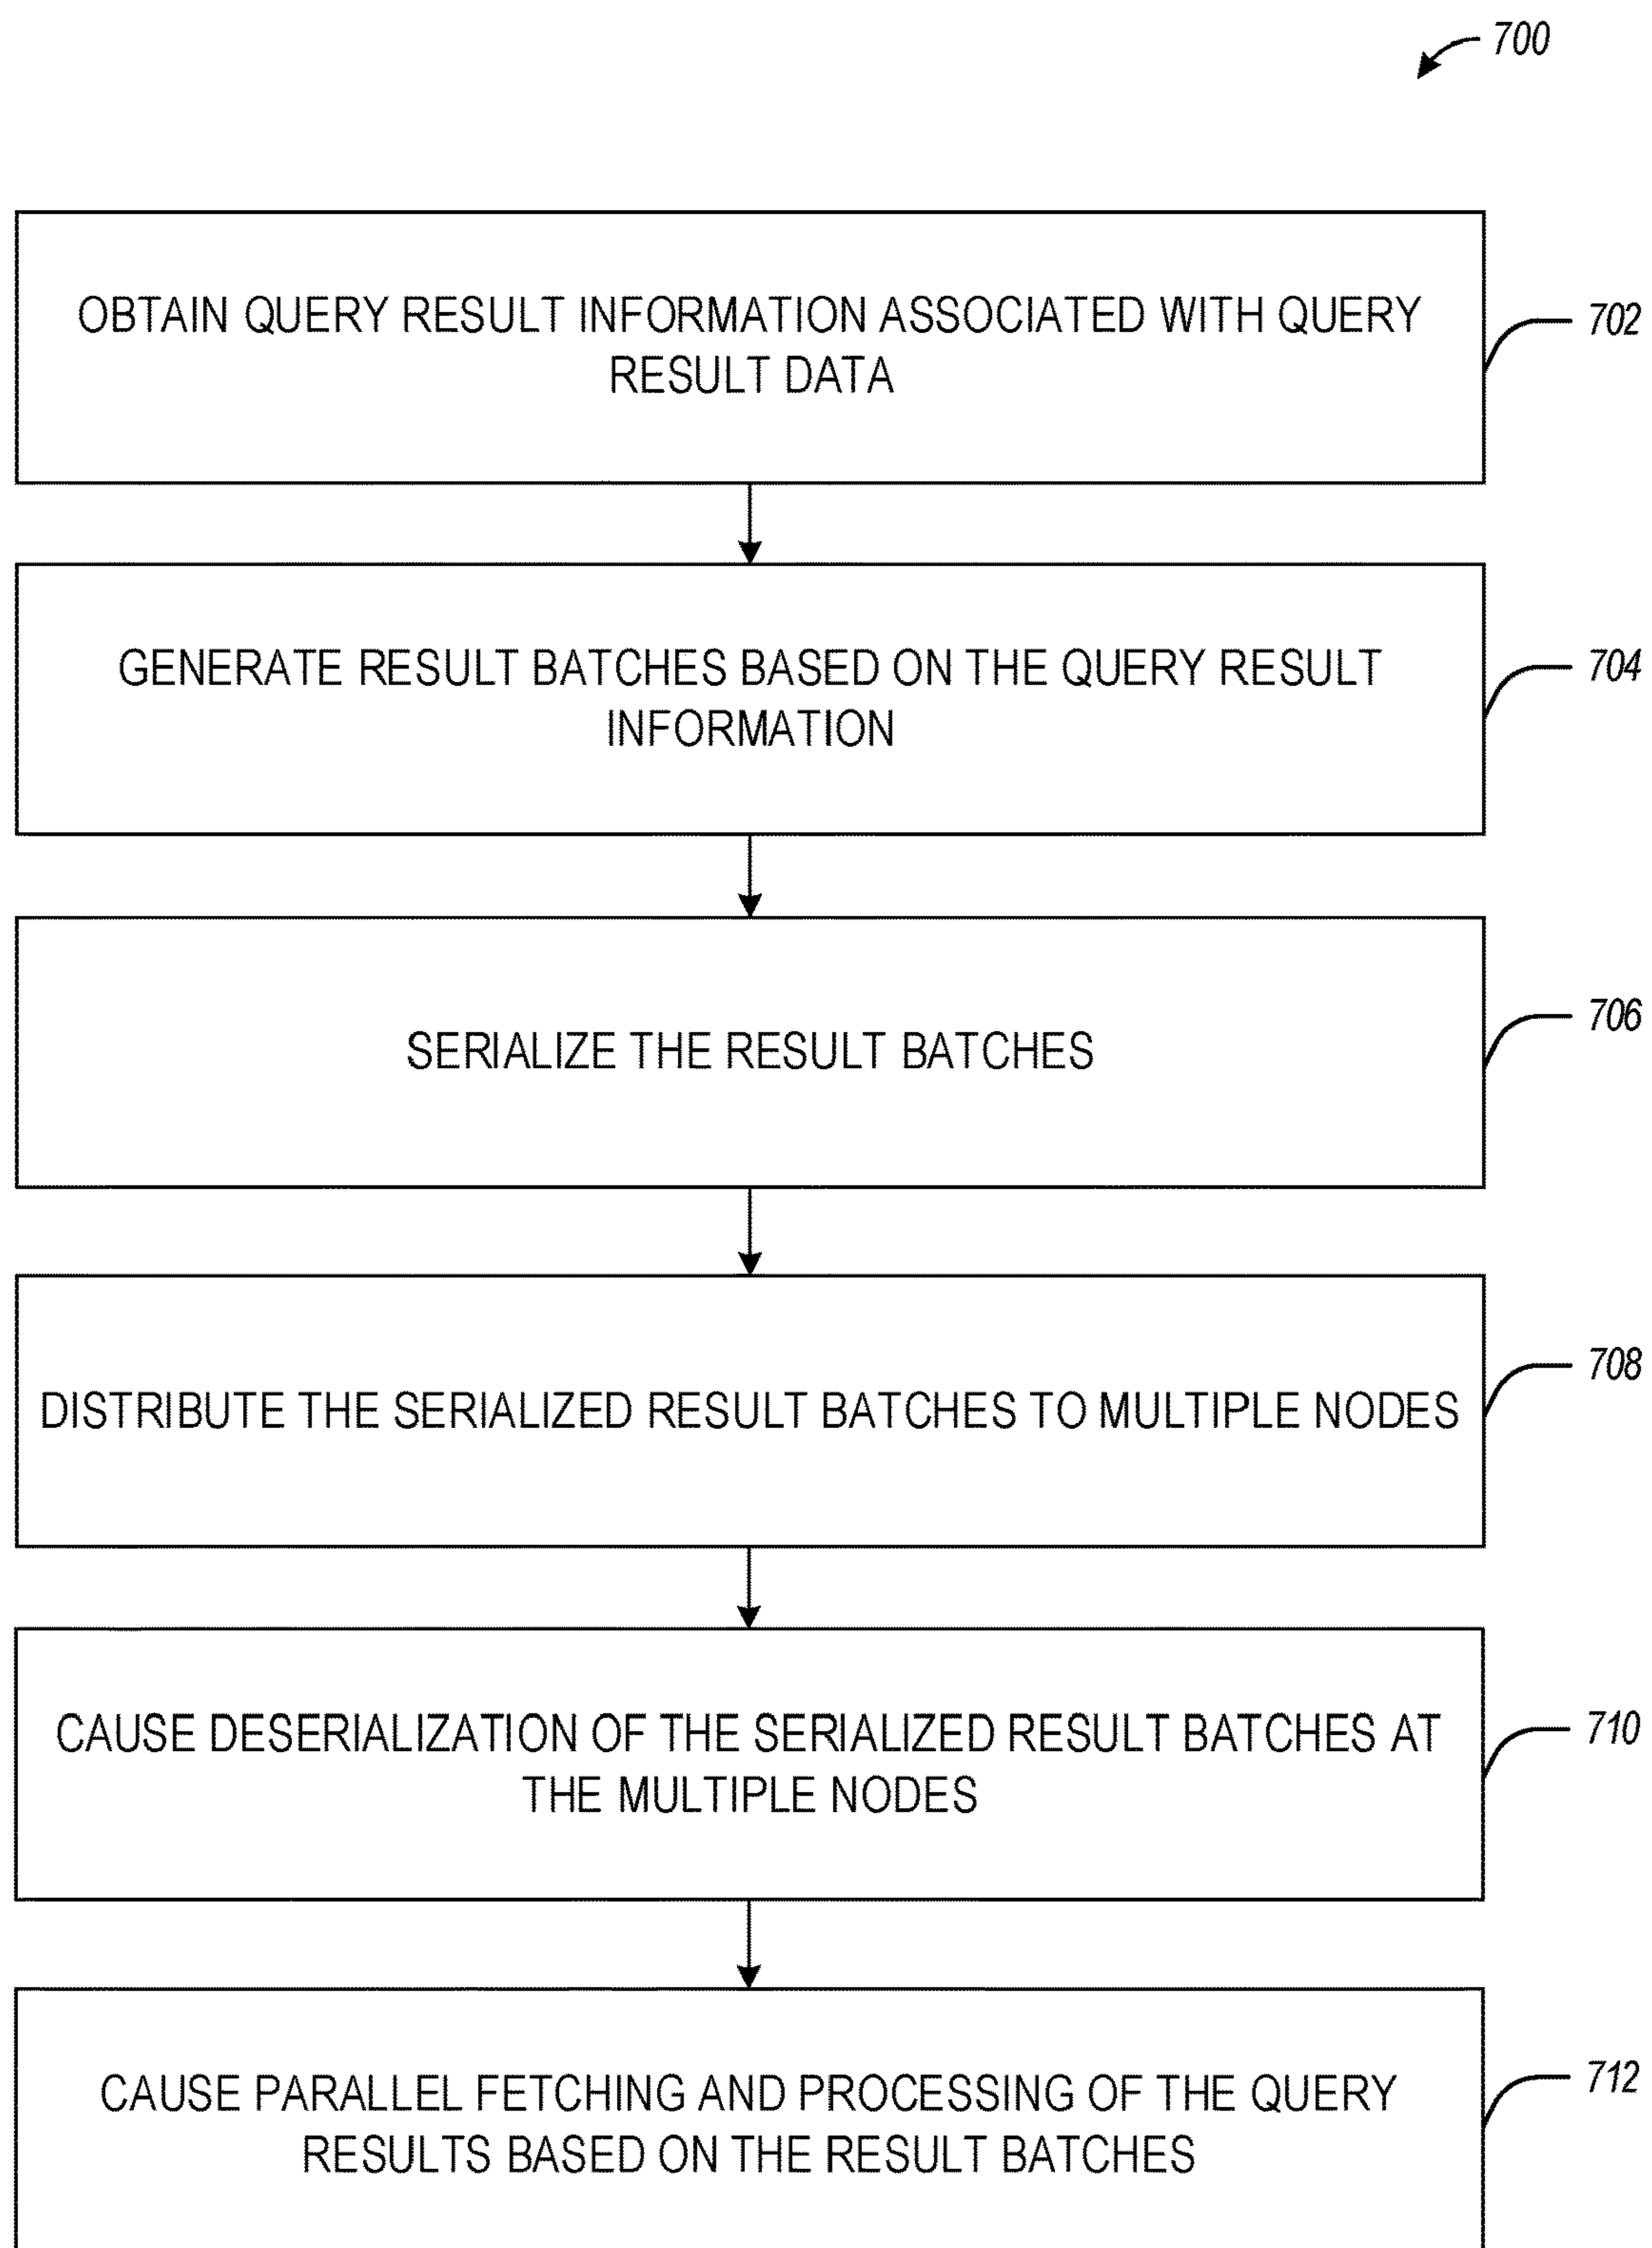 700
OBTAIN QUERY RESULT INFORMATION ASSOCIATED WITH QUERY
RESULT DATA
702
GENERATE RESULT BATCHES BASED ON THE QUERY RESULT
INFORMATION
704
SERIALIZE THE RESULT BATCHES
706
DISTRIBUTE THE SERIALIZED RESULT BATCHES TO MULTIPLE NODES
708
CAUSE DESERIALIZATION OF THE SERIALIZED RESULT BATCHES AT
THE MULTIPLE NODES
710
CAUSE PARALLEL FETCHING AND PROCESSING OF THE QUERY
RESULTS BASED ON THE RESULT BATCHES
712